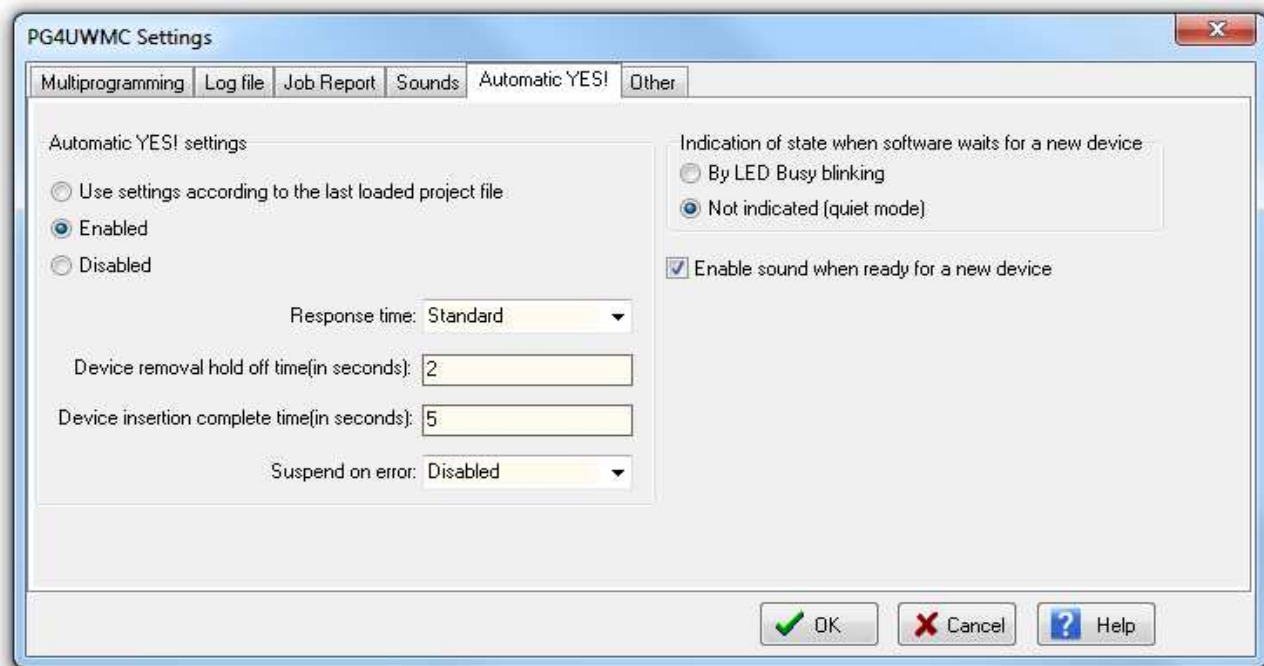 PG4UWMC Settings
Multiprogramming Log file Job Report Sounds Automatic YES! Other
Automatic YES! settings
Use settings according to the last loaded project file
Enabled
Disabled
Response time: Standard
Device removal hold off time(in seconds): 2
Device insertion complete time(in seconds): 5
Suspend on error: Disabled
Indication of state when software waits for a new device
By LED Busy blinking
Not indicated (quiet mode)
Enable sound when ready for a new device
OK Cancel ? Help